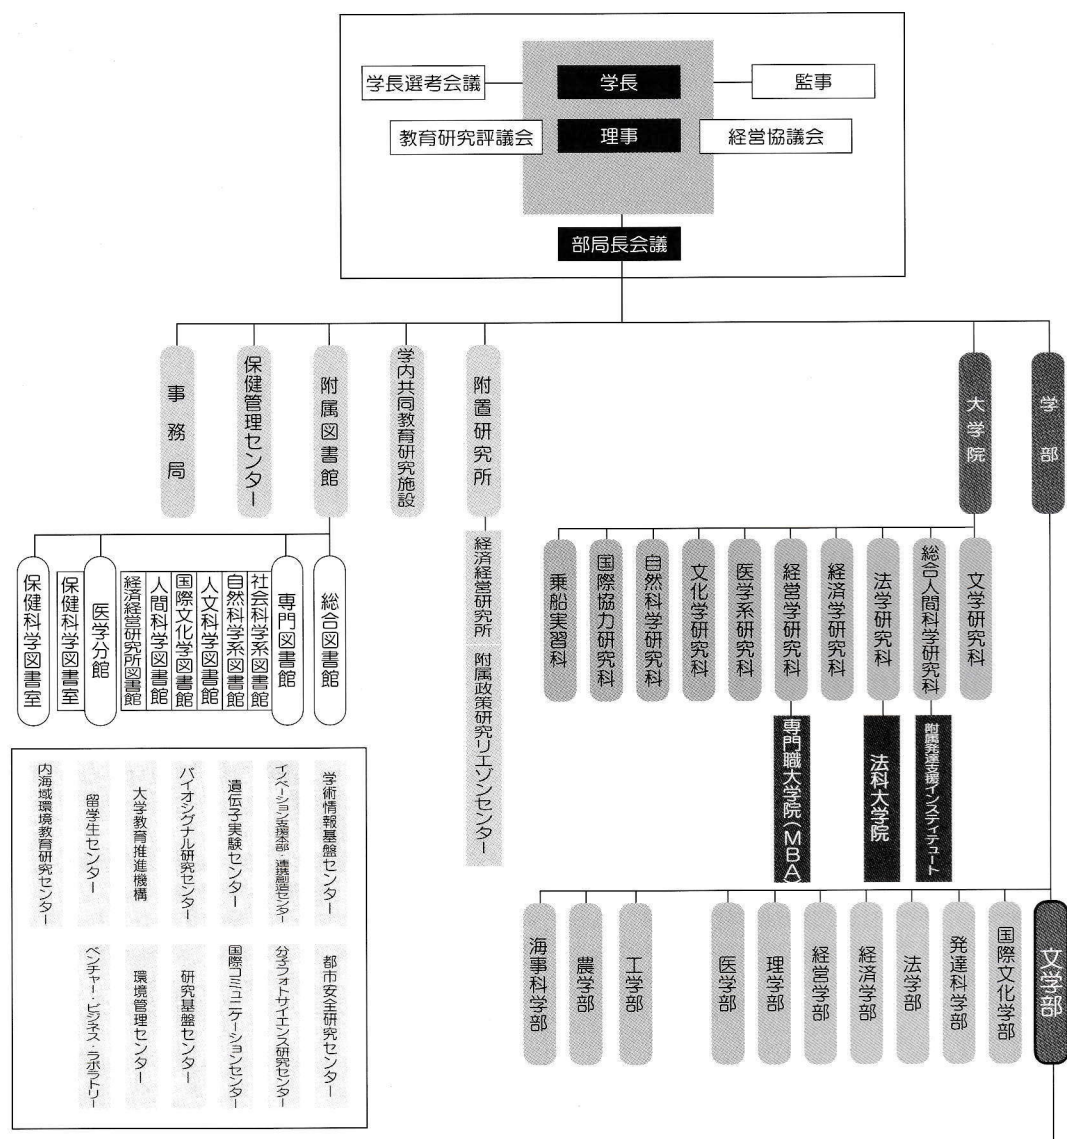 学長選考会議
学長
監事
教育研究評議会
理事
経営協議会
部局長会議
学部
大学院
附置研究所
学内共同教育研究施設
附属図書館
保健管理センター
事務局
文学研究科
総合人間科学研究科
法学研究科
経済学研究科
経営学研究科
医学系研究科
文化学研究科
自然科学研究科
国際協力研究科
乗船実習科
附属発達支援インスティテュート
法科大学院
専門職大学院(MBA)
経済経営研究所
附属政策研究リエゾンセンター
総合図書館
専門図書館
社会科学系図書館
自然科学系図書館
人文科学図書館
国際文化学図書館
人間科学図書館
経済経営研究所図書館
医学分館
保健科学図書室
保健科学図書室
学術情報基盤センター
イノベーション支援本部・連携創造センター
遺伝子実験センター
バイオシグナル研究センター
大学教育推進機構
留学生センター
内海域環境教育研究センター
都市安全研究センター
分子フォトサイエンス研究センター
国際コミュニケーションセンター
研究基盤センター
環境管理センター
ベンチャー・ビジネス・ラボラトリー
文学部
国際文化学部
発達科学部
法学部
経済学部
経営学部
理学部
医学部
工学部
農学部
海事科学部